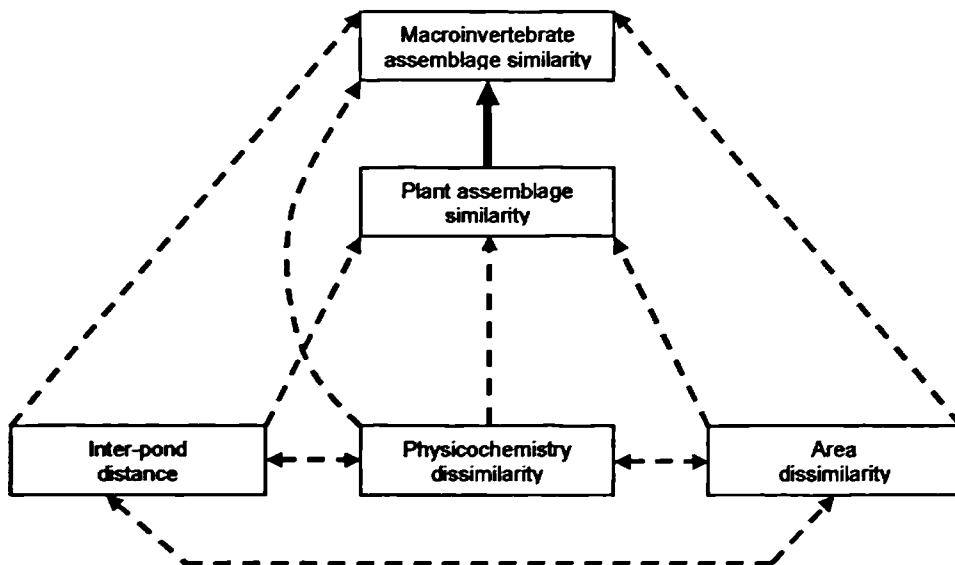 Macroinvertebrate
assemblage similarity
Plant assemblage
similarity
Inter-pond
distance
Physicochemistry
dissimilarity
Area
dissimilarity